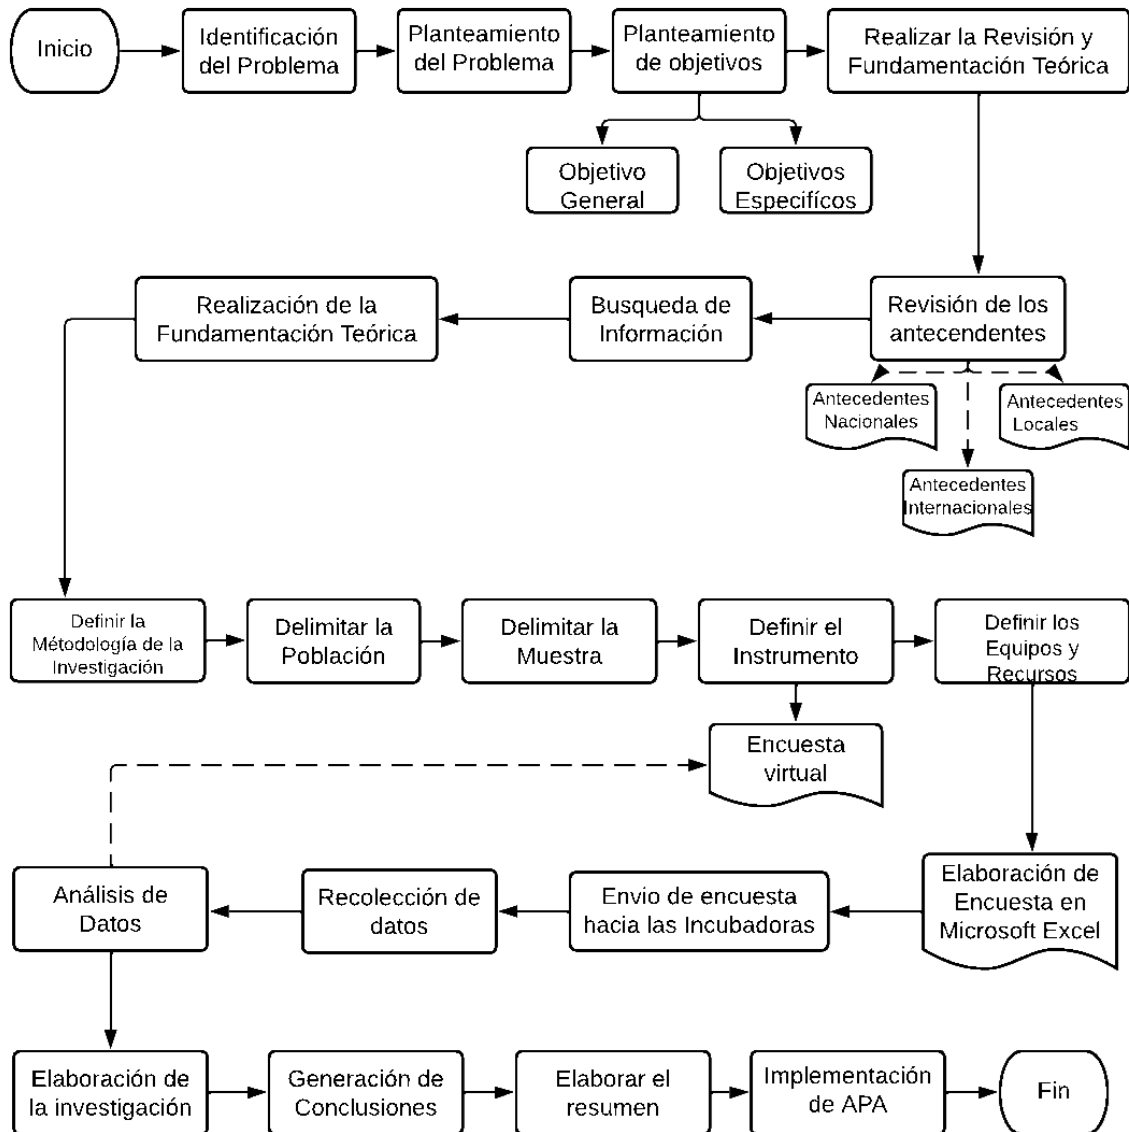 Inicio
Identificación
del Problema
Planteamiento
del Problema
Planteamiento
de objetivos
Realizar la Revisión y
Fundamentación Teórica
Objetivo
General
Objetivos
Especifícos
Realización de la
Fundamentación Teórica
Busqueda de
Información
Revisión de los
antecendentes
Antecedentes
Nacionales
Antecedentes
Locales
Antecedentes
Internacionales
Definir la
Métodología de la
Investigación
Delimitar la
Población
Delimitar la
Muestra
Definir el
Instrumento
Definir los
Equipos y
Recursos
Encuesta
virtual
Análisis de
Datos
Recolección de
datos
Envio de encuesta
hacia las Incubadoras
Elaboración de
Encuesta en
Microsoft Excel
Elaboración de
la investigación
Generación de
Conclusiones
Elaborar el
resumen
Implementación
de APA
Fin